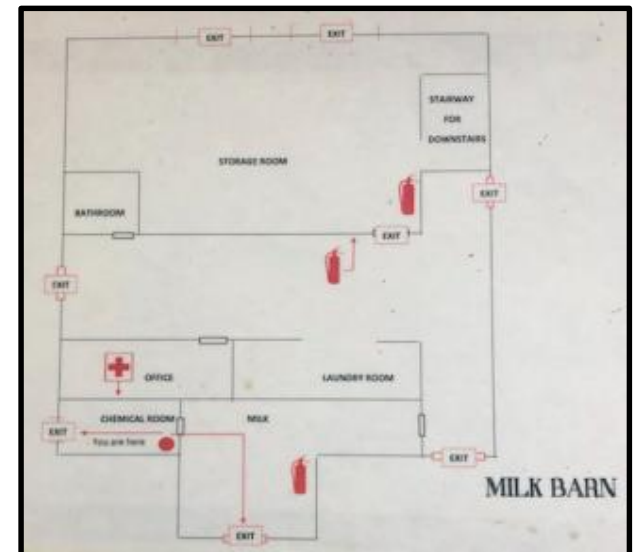 EXIT
EXIT
STAIRWAY
FOR
DOWNSTAIRS
STORAGE ROOM
EXIT
BATHROOM
EXIT
EXIT
OFFICE
LAUNDRY ROOM
CHEMICAL ROOM
MILK
EXIT
You are here
EXIT
MILK BARN
EXIT